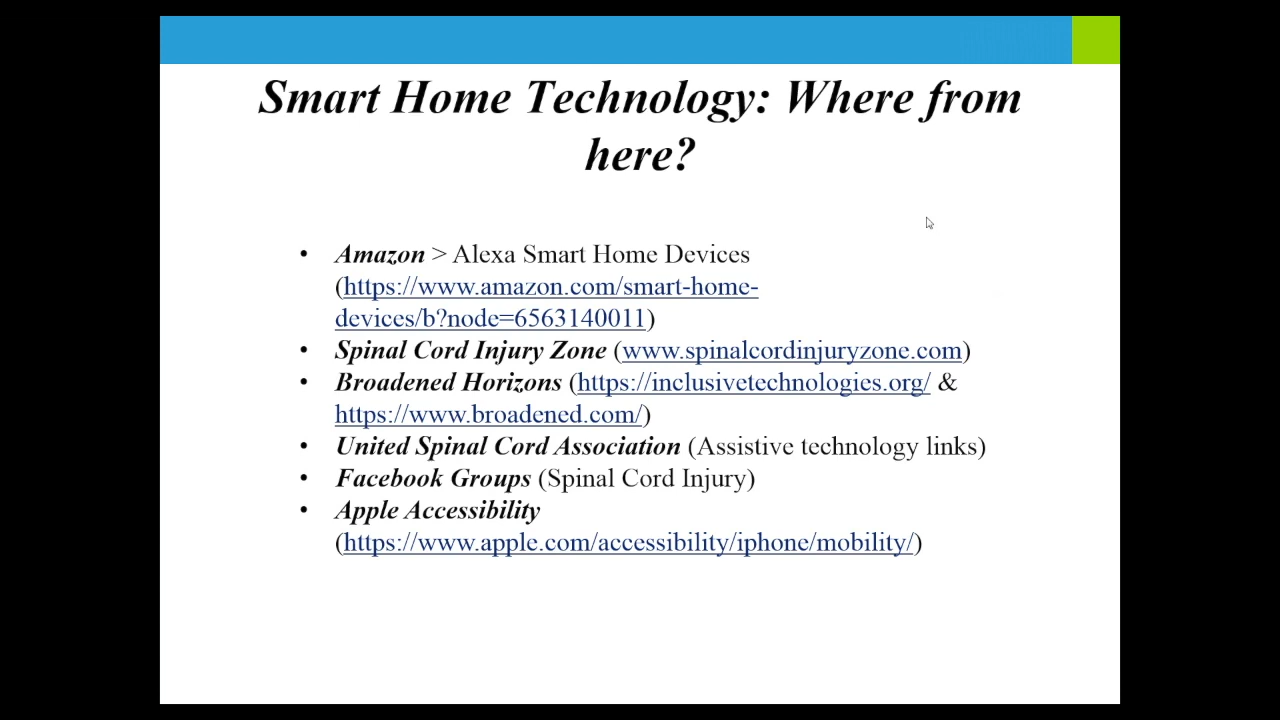 Smart Home Technology: Where from
here?
• Amazon > Alexa Smart Home Devices
(https://www.amazon.com/smart-home-
devices/b?node=6563140011)
• Spinal Cord Injury Zone (www.spinalcordinjuryzone.com)
• Broadened Horizons (https://inclusivetechnologies.org/ &
https://www.broadened.com/)
• United Spinal Cord Association (Assistive technology links)
• Facebook Groups (Spinal Cord Injury)
• Apple Accessibility
(https://www.apple.com/accessibility/iphone/mobility/)